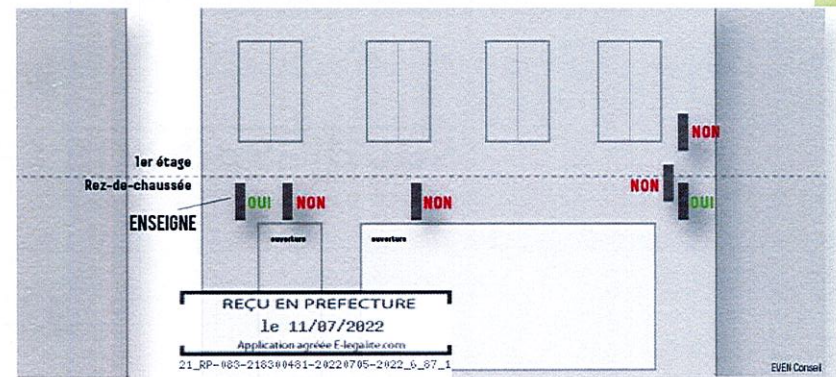 NON
1er étage
Rez-de-chaussée
NON
OUI
NON
NON
OUI
ENSEIGNE
ouverture
ouverture
REÇU EN PREFECTURE
le 11/07/2022
Application agréée E-legalite.com
21_RP-083-218300481-20220705-2022_6_87_1
EVEN Conseil